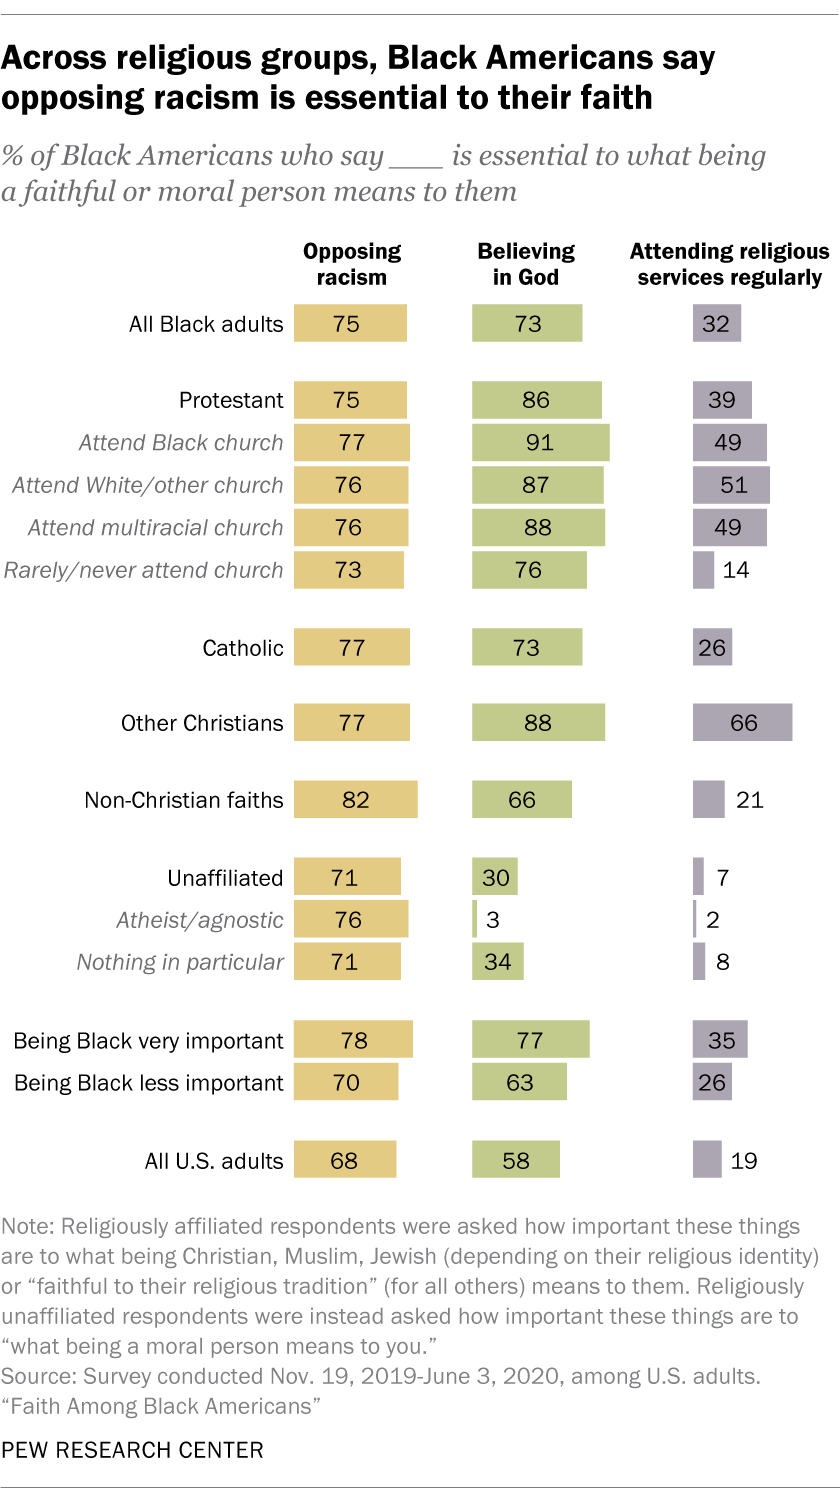 Across religious groups, Black Americans say
opposing racism is essential to their faith
% of Black Americans who say ___ is essential to what being
a faithful or moral person means to them
Opposing racism
Believing in God
Attending religious services regularly
All Black adults 75 73 32
Protestant 75 86 39
Attend Black church 77 91 49
Attend White/other church 76 87 51
Attend multiracial church 76 88 49
Rarely/never attend church 73 76 14
Catholic 77 73 26
Other Christians 77 88 66
Non-Christian faiths 82 66 21
Unaffiliated 71 30 7
Atheist/agnostic 76 3 2
Nothing in particular 71 34 8
Being Black very important 78 77 35
Being Black less important 70 63 26
All U.S. adults 68 58 19
Note: Religiously affiliated respondents were asked how important these things
are to what being Christian, Muslim, Jewish (depending on their religious identity)
or “faithful to their religious tradition” (for all others) means to them. Religiously
unaffiliated respondents were instead asked how important these things are to
“what being a moral person means to you.”
Source: Survey conducted Nov. 19, 2019-June 3, 2020, among U.S. adults.
“Faith Among Black Americans”
PEW RESEARCH CENTER